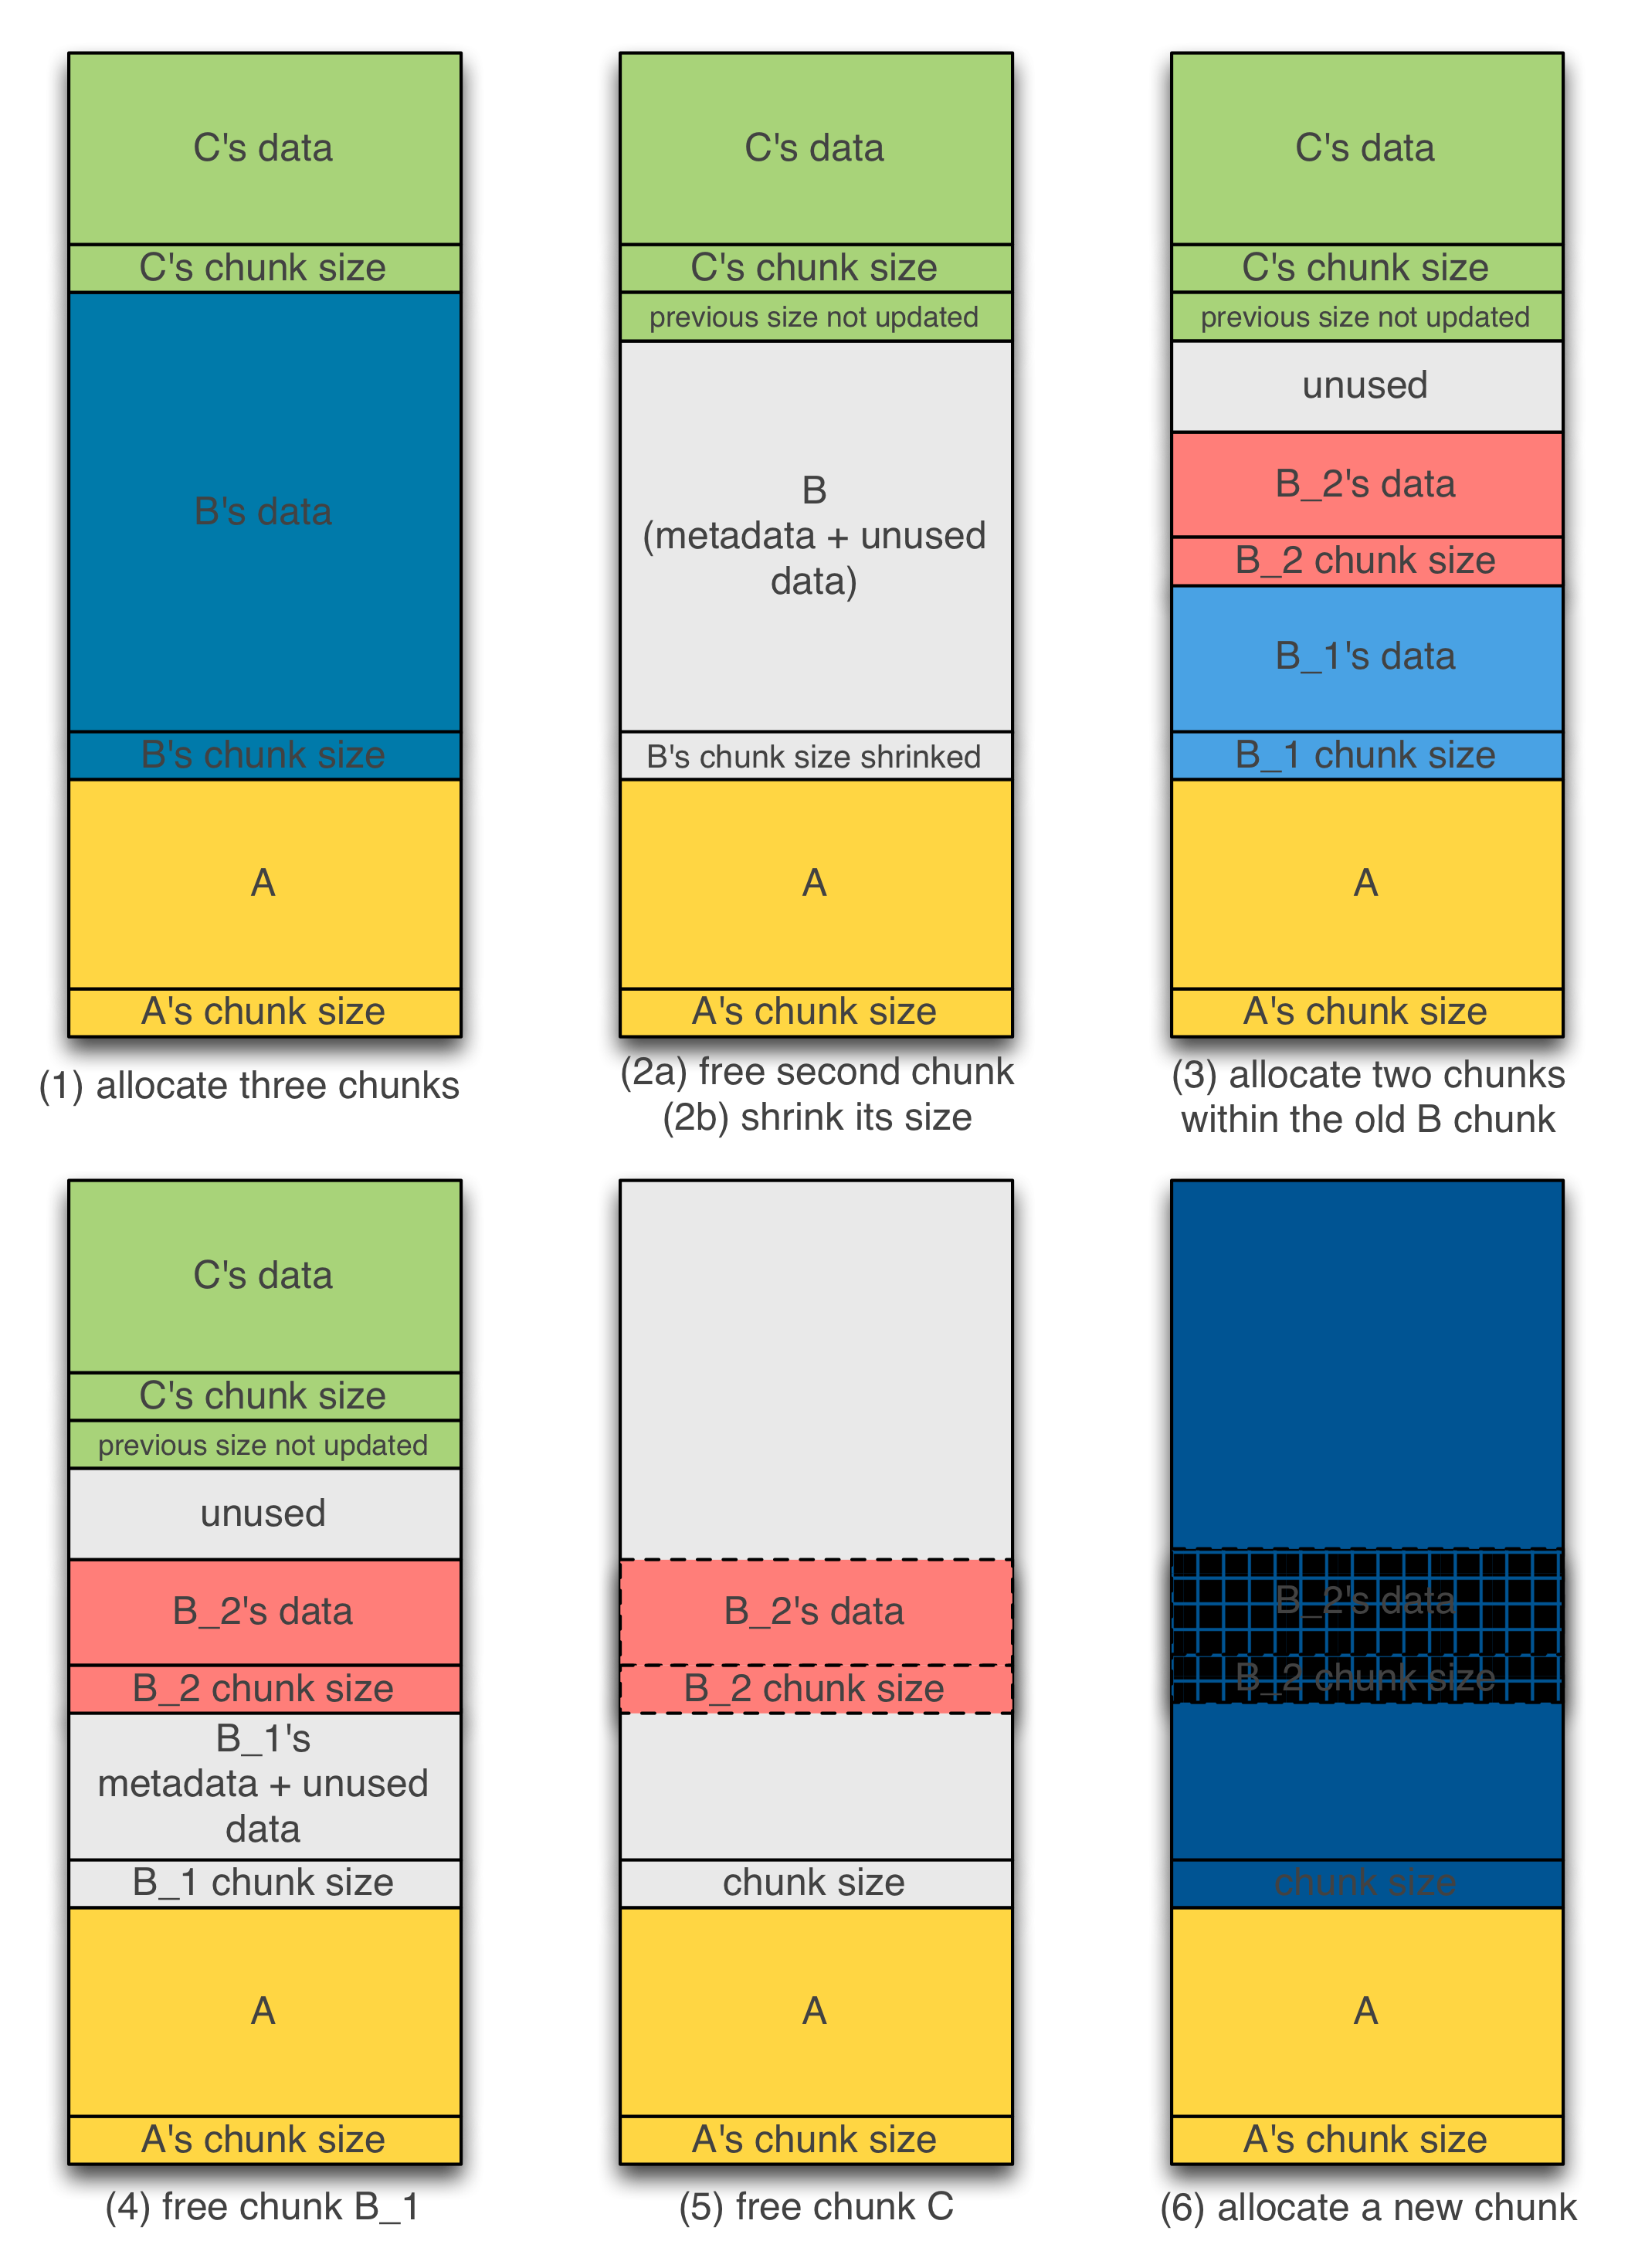 C's data
C's chunk size
B's data
B's chunk size
A
A's chunk size
(1) allocate three chunks
C's data
C's chunk size
previous size not updated
B
(metadata + unused
data)
B's chunk size shrinked
A
A's chunk size
(2a) free second chunk
(2b) shrink its size
C's data
C's chunk size
previous size not updated
unused
B_2's data
B_2 chunk size
B_1's data
B_1 chunk size
A
A's chunk size
(3) allocate two chunks
within the old B chunk
C's data
C's chunk size
previous size not updated
unused
B_2's data
B_2 chunk size
B_1's
metadata + unused
data
B_1 chunk size
A
A's chunk size
(4) free chunk B_1
B_2's data
B_2 chunk size
chunk size
A
A's chunk size
(5) free chunk C
B_2's data
B_2 chunk size
chunk size
A
A's chunk size
(6) allocate a new chunk